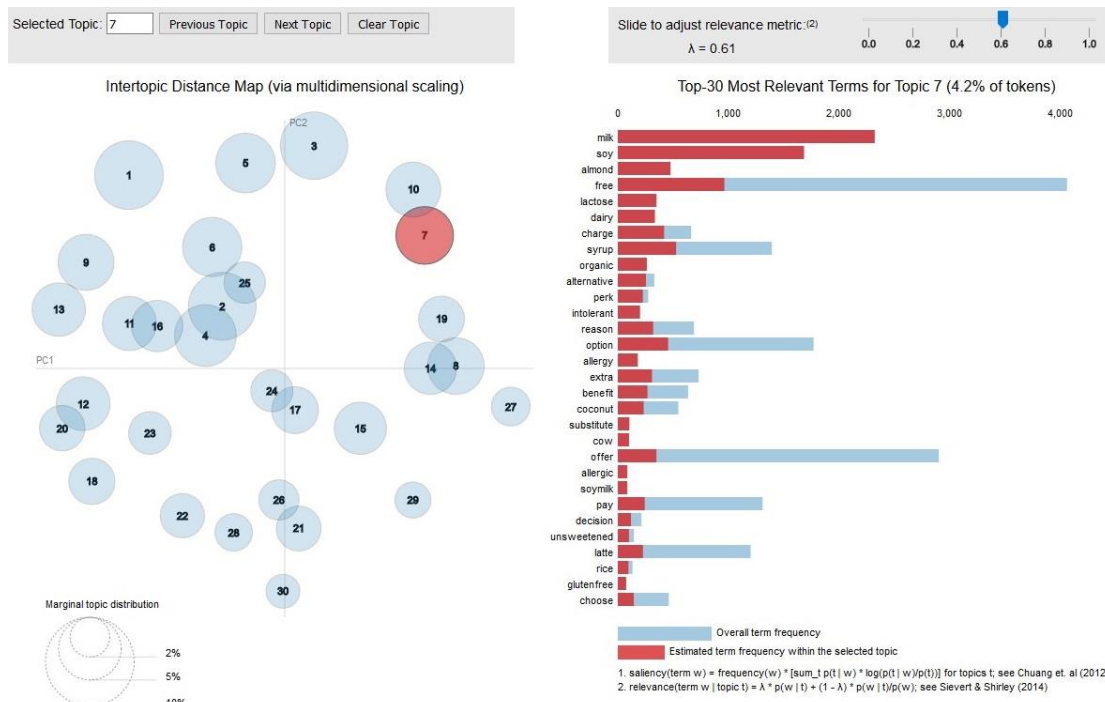 Selected Topic: 7 Previous Topic Next Topic Clear Topic
Slide to adjust relevance metric:(2)
λ = 0.61
0.0 0.2 0.4 0.6 0.8 1.0
Intertopic Distance Map (via multidimensional scaling)
PC2
PC1
1
5
3
10
7
6
9
25
2
13
11
16
4
19
14
8
24
17
27
12
20
23
15
18
22
26
29
28
21
30
Marginal topic distribution
2%
5%
10%
Top-30 Most Relevant Terms for Topic 7 (4.2% of tokens)
0 1,000 2,000 3,000 4,000
milk
soy
almond
free
lactose
dairy
charge
syrup
organic
alternative
perk
intolerant
reason
option
allergy
extra
benefit
coconut
substitute
cow
offer
allergic
soymilk
pay
decision
unsweetened
latte
rice
glutenfree
choose
Overall term frequency
Estimated term frequency within the selected topic
1. saliency(term w) = frequency(w) * [sum_t p(t | w) * log(p(t | w)/p(t))] for topics t; see Chuang et. al (2012
2. relevance(term w | topic t) = λ * p(w | t) + (1 - λ) * p(w | t)/p(w); see Sievert & Shirley (2014)